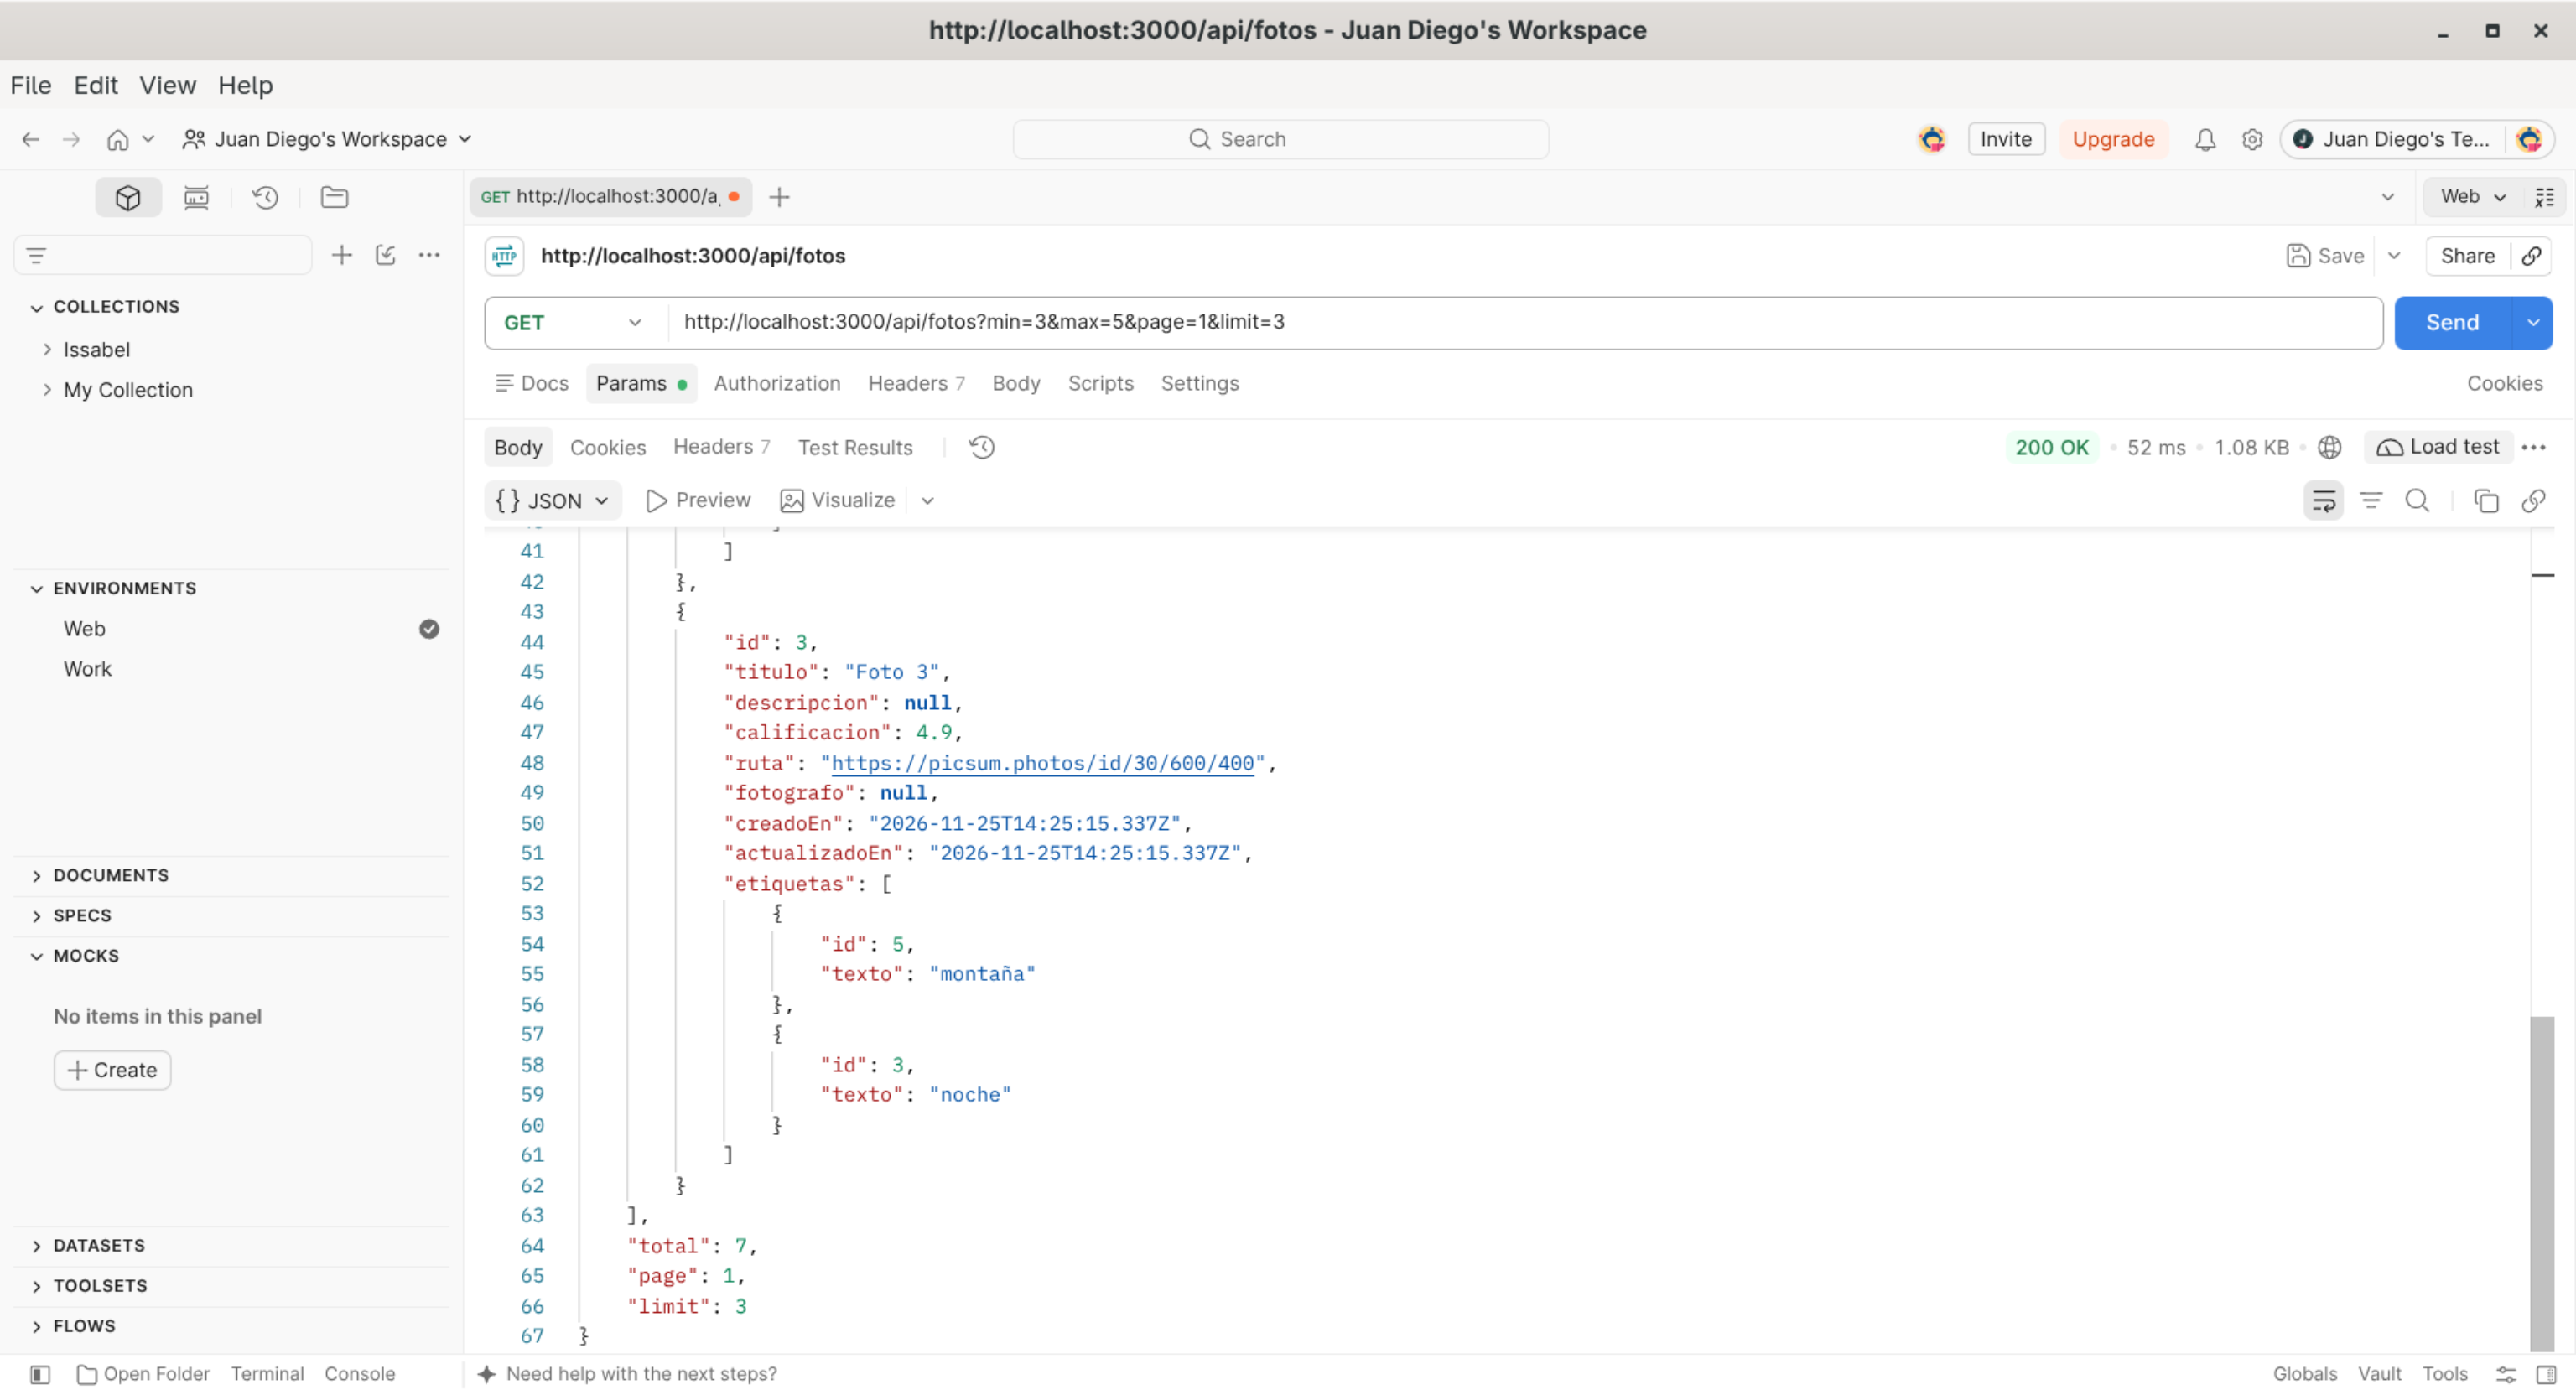 http://localhost:3000/api/fotos - Juan Diego's Workspace
File Edit View Help
Juan Diego's Workspace
Search
Invite
Upgrade
Juan Diego's Te...
GET http://localhost:3000/a
Web
COLLECTIONS
Issabel
My Collection
ENVIRONMENTS
Web
Work
DOCUMENTS
SPECS
MOCKS
No items in this panel
Create
DATASETS
TOOLSETS
FLOWS
HTTP http://localhost:3000/api/fotos
Save
Share
GET http://localhost:3000/api/fotos?min=3&max=5&page=1&limit=3
Send
Docs Params Authorization Headers 7 Body Scripts Settings
Cookies
Body Cookies Headers 7 Test Results
200 OK • 52 ms • 1.08 KB •
Load test
{} JSON Preview Visualize
41 ]
42 },
43 {
44 "id": 3,
45 "titulo": "Foto 3",
46 "descripcion": null,
47 "calificacion": 4.9,
48 "ruta": "https://picsum.photos/id/30/600/400",
49 "fotografo": null,
50 "creadoEn": "2026-11-25T14:25:15.337Z",
51 "actualizadoEn": "2026-11-25T14:25:15.337Z",
52 "etiquetas": [
53 {
54 "id": 5,
55 "texto": "montaña"
56 },
57 {
58 "id": 3,
59 "texto": "noche"
60 }
61 ]
62 }
63 ],
64 "total": 7,
65 "page": 1,
66 "limit": 3
67 }
Open Folder Terminal Console
Need help with the next steps?
Globals Vault Tools